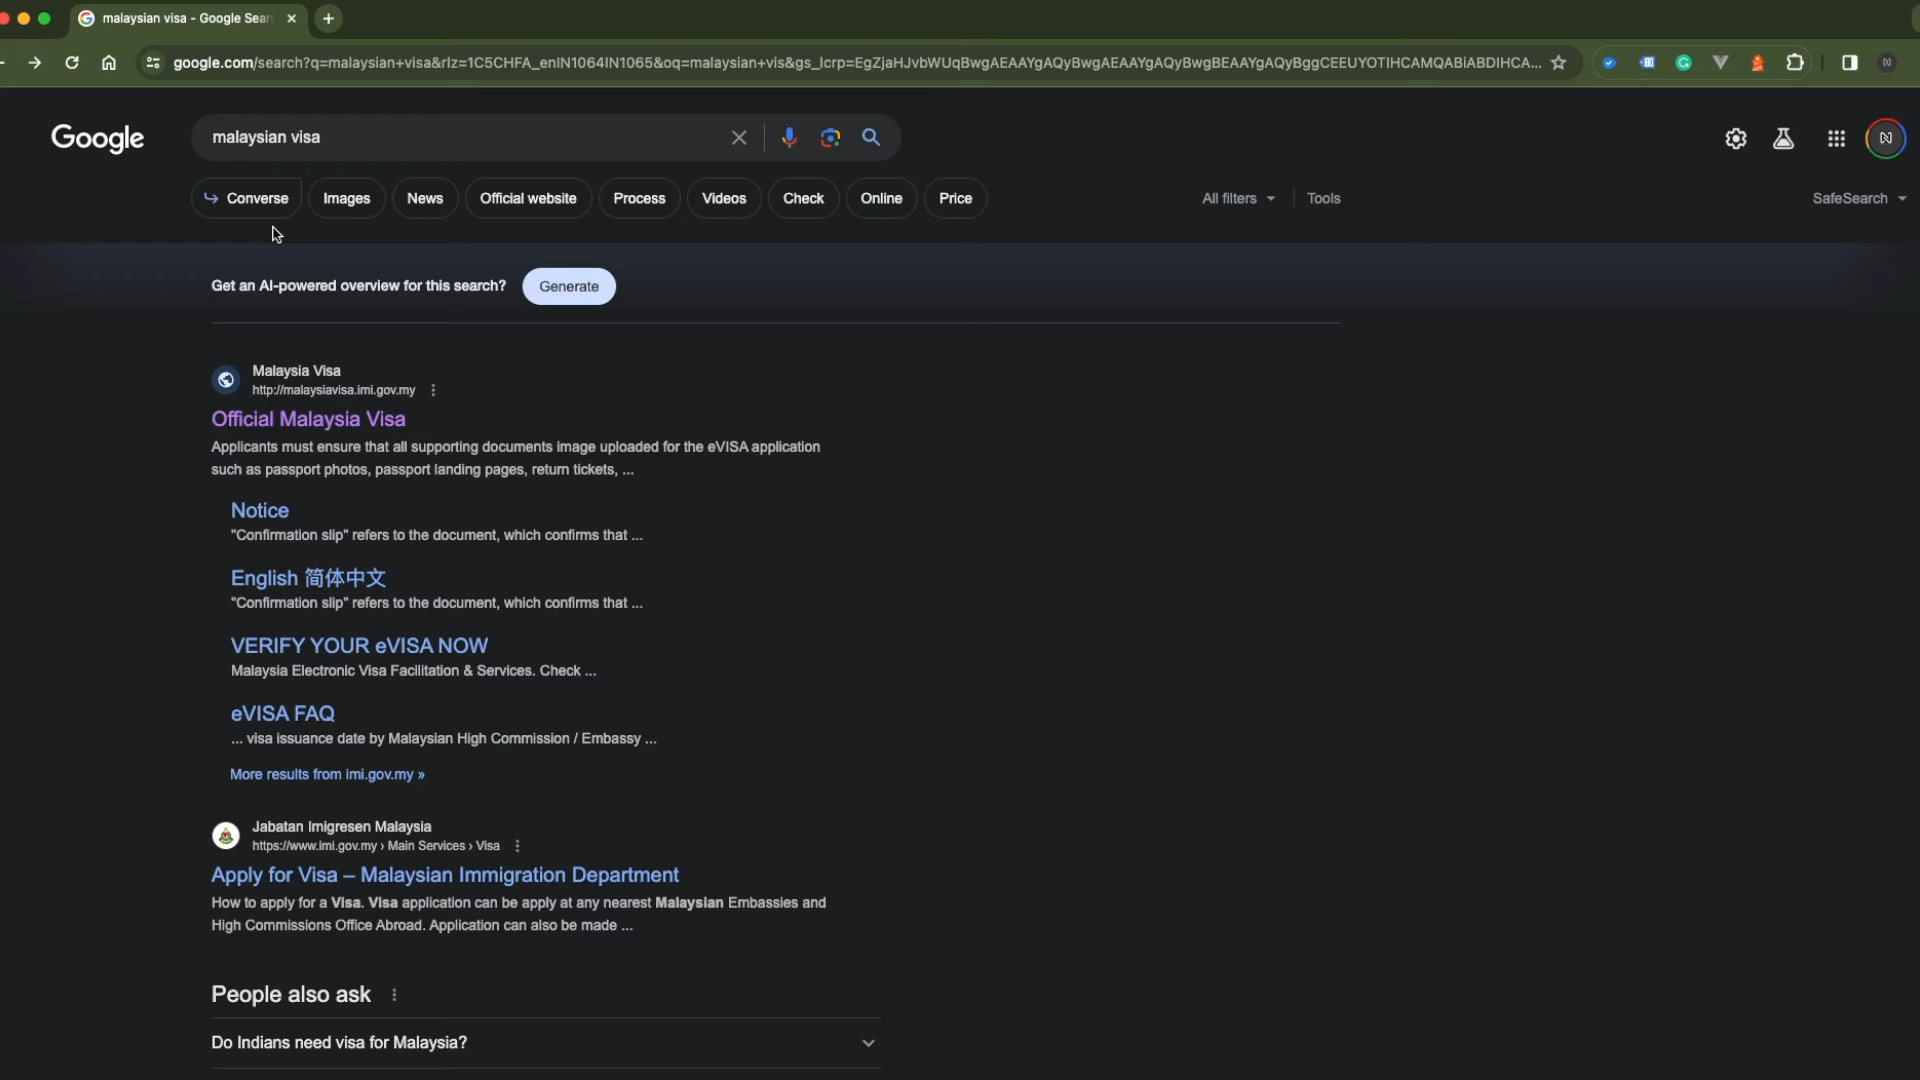 malaysian visa - Google Sear
google.com/search?q=malaysian+visa&rlz=1C5CHFA_enIN1064IN1065&oq=malaysian+vis&gs_lcrp=EgZjaHJvbWUqBwgAEAAYgAQyBwgAEAAYgAQyBwgBEAAYgAQyBggCEEUYOTIHCAMQABiABDIHCA...
Google
malaysian visa
N
Converse
Images
News
Official website
Process
Videos
Check
Online
Price
All filters
Tools
SafeSearch
Get an AI-powered overview for this search?
Generate
Malaysia Visa
http://malaysiavisa.imi.gov.my
Official Malaysia Visa
Applicants must ensure that all supporting documents image uploaded for the eVISA application
such as passport photos, passport landing pages, return tickets, ...
Notice
"Confirmation slip" refers to the document, which confirms that ...
English 简体中文
"Confirmation slip" refers to the document, which confirms that ...
VERIFY YOUR eVISA NOW
Malaysia Electronic Visa Facilitation & Services. Check ...
eVISA FAQ
... visa issuance date by Malaysian High Commission / Embassy ...
More results from imi.gov.my »
Jabatan Imigresen Malaysia
https://www.imi.gov.my › Main Services › Visa
Apply for Visa – Malaysian Immigration Department
How to apply for a Visa. Visa application can be apply at any nearest Malaysian Embassies and
High Commissions Office Abroad. Application can also be made ...
People also ask
Do Indians need visa for Malaysia?